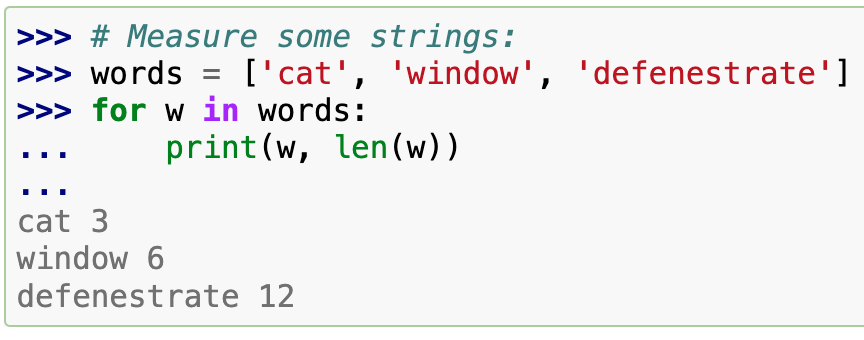 >>> # Measure some strings:
>>> words = ['cat', 'window', 'defenestrate']
>>> for w in words:
...     print(w, len(w))
...
cat 3
window 6
defenestrate 12